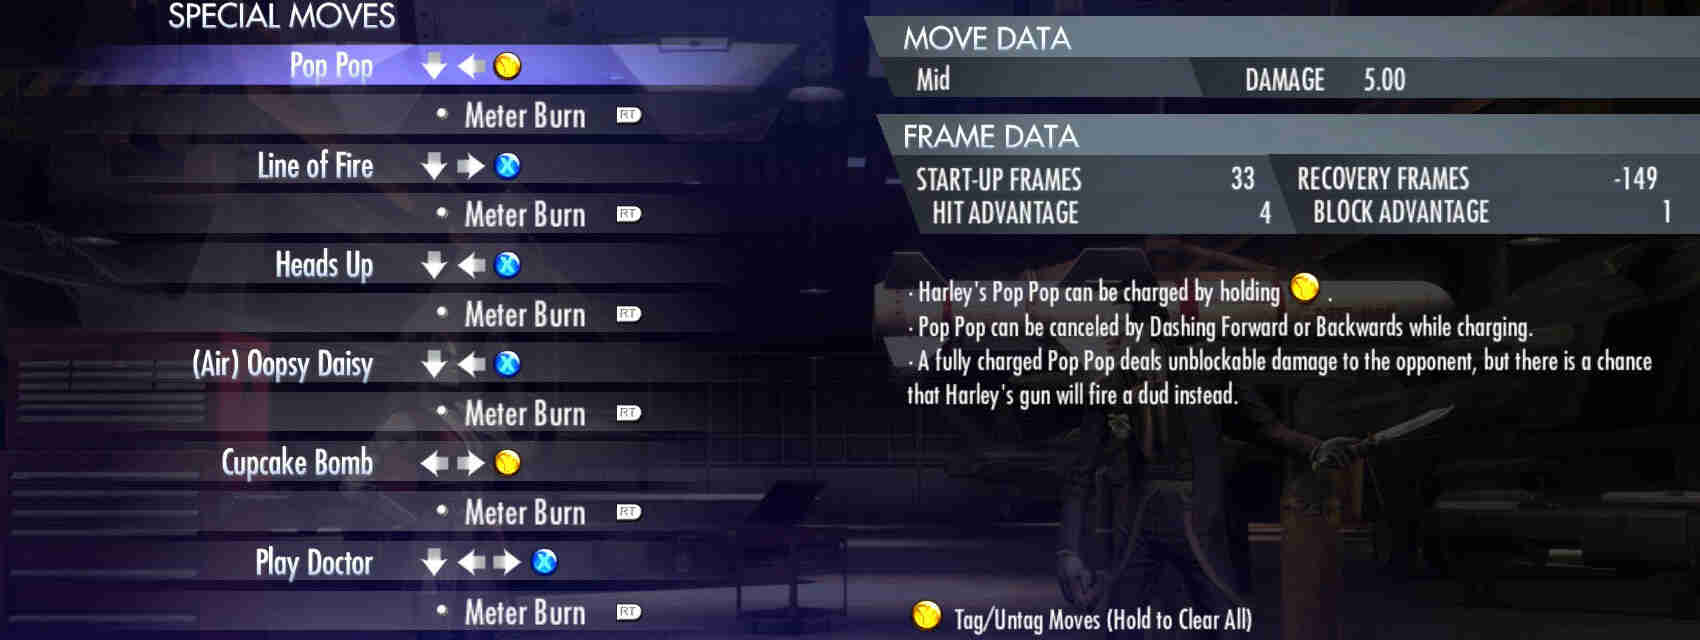 SPECIAL MOVES
Pop Pop Y
Meter Burn RT
Line of Fire X
Meter Burn RT
Heads Up X
Meter Burn RT
(Air) Oopsy Daisy X
Meter Burn RT
Cupcake Bomb Y
Meter Burn RT
Play Doctor X
Meter Burn RT
MOVE DATA
Mid DAMAGE 5.00
FRAME DATA
START-UP FRAMES 33 RECOVERY FRAMES -149
HIT ADVANTAGE 4 BLOCK ADVANTAGE 1
· Harley's Pop Pop can be charged by holding Y .
· Pop Pop can be canceled by Dashing Forward or Backwards while charging.
· A fully charged Pop Pop deals unblockable damage to the opponent, but there is a chance
that Harley's gun will fire a dud instead.
Y Tag/Untag Moves (Hold to Clear All)